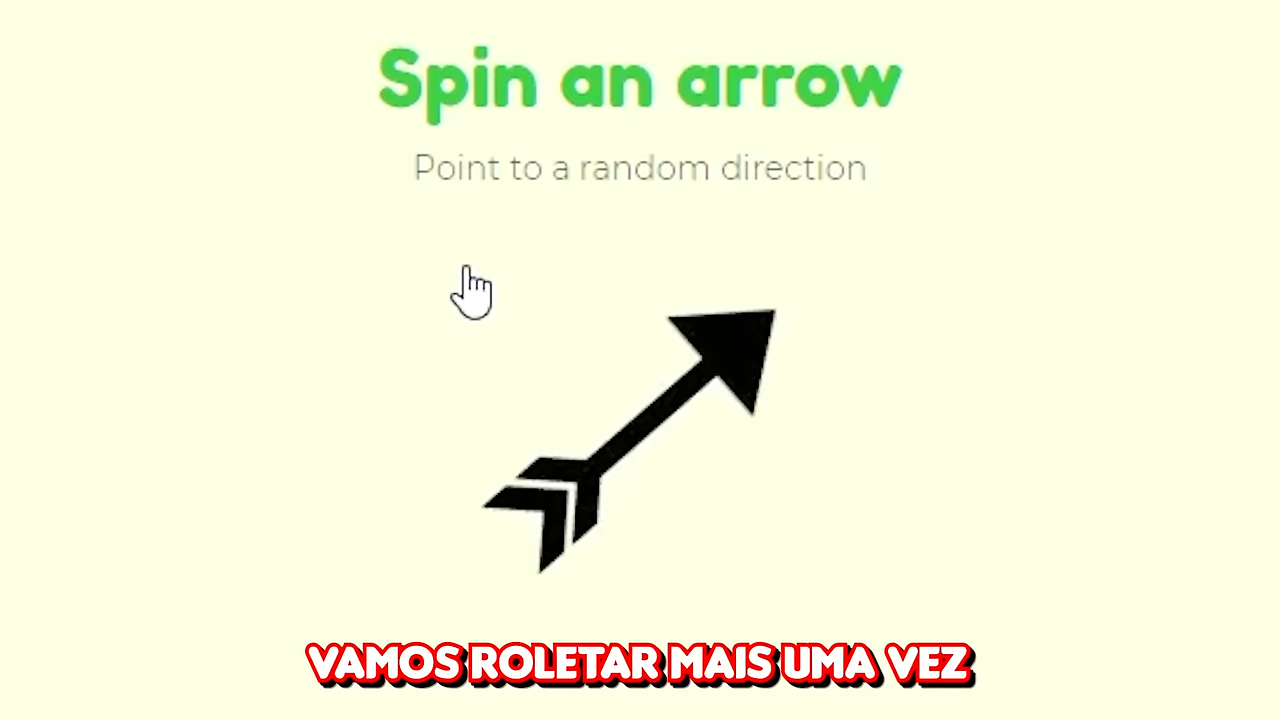 Spin an arrow
Point to a random direction
VAMOS ROLETAR MAIS UMA VEZ